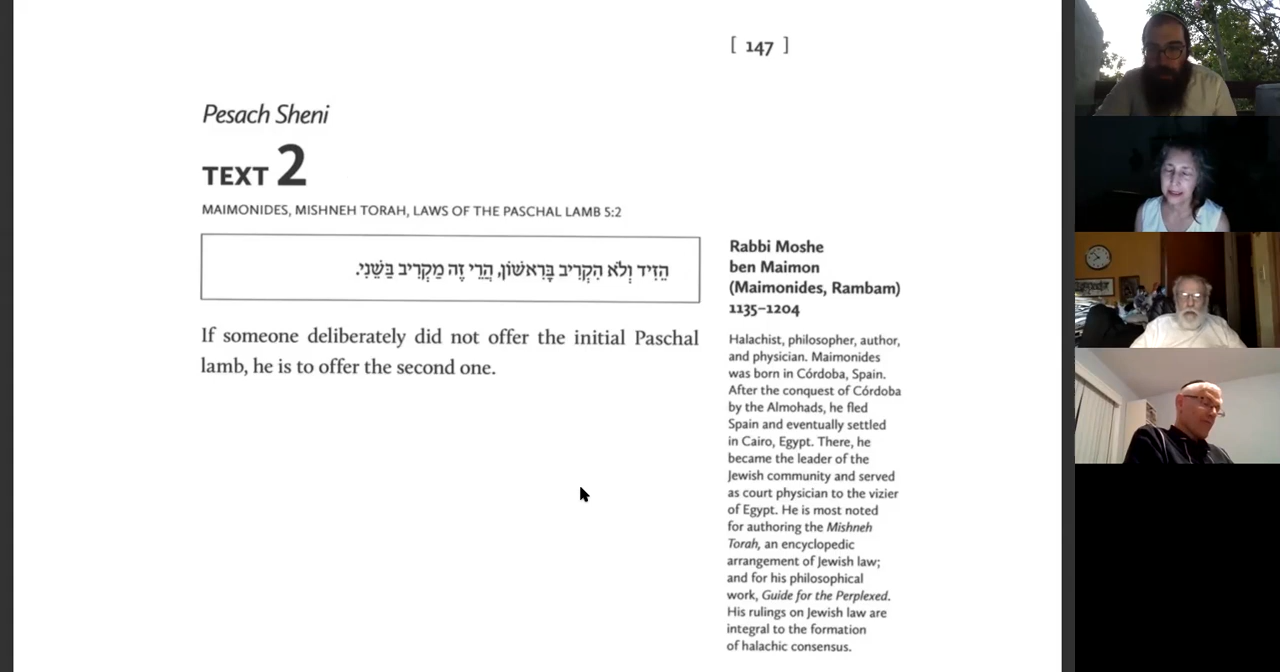 [ 147 ]
Pesach Sheni
TEXT 2
MAIMONIDES, MISHNEH TORAH, LAWS OF THE PASCHAL LAMB 5:2
הֵזִיד וְלֹא הִקְרִיב בָּרִאשׁוֹן, הֲרֵי זֶה מַקְרִיב בַּשֵּׁנִי.
If someone deliberately did not offer the initial Paschal
lamb, he is to offer the second one.
Rabbi Moshe
ben Maimon
(Maimonides, Rambam)
1135–1204
Halachist, philosopher, author,
and physician. Maimonides
was born in Córdoba, Spain.
After the conquest of Córdoba
by the Almohads, he fled
Spain and eventually settled
in Cairo, Egypt. There, he
became the leader of the
Jewish community and served
as court physician to the vizier
of Egypt. He is most noted
for authoring the Mishneh
Torah, an encyclopedic
arrangement of Jewish law;
and for his philosophical
work, Guide for the Perplexed.
His rulings on Jewish law are
integral to the formation
of halachic consensus.